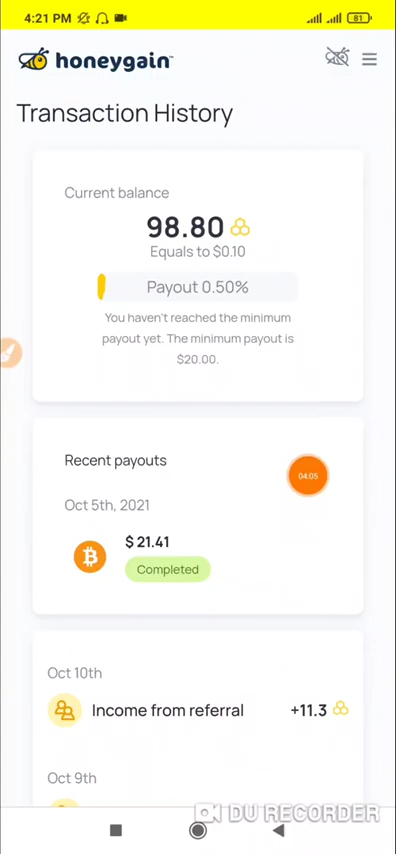 4:21 PM
81
honeygain
Transaction History
Current balance
98.80
Equals to $0.10
Payout 0.50%
You haven't reached the minimum
payout yet. The minimum payout is
$20.00.
Recent payouts
04:05
Oct 5th, 2021
$ 21.41
Completed
Oct 10th
Income from referral +11.3
Oct 9th
DU RECORDER